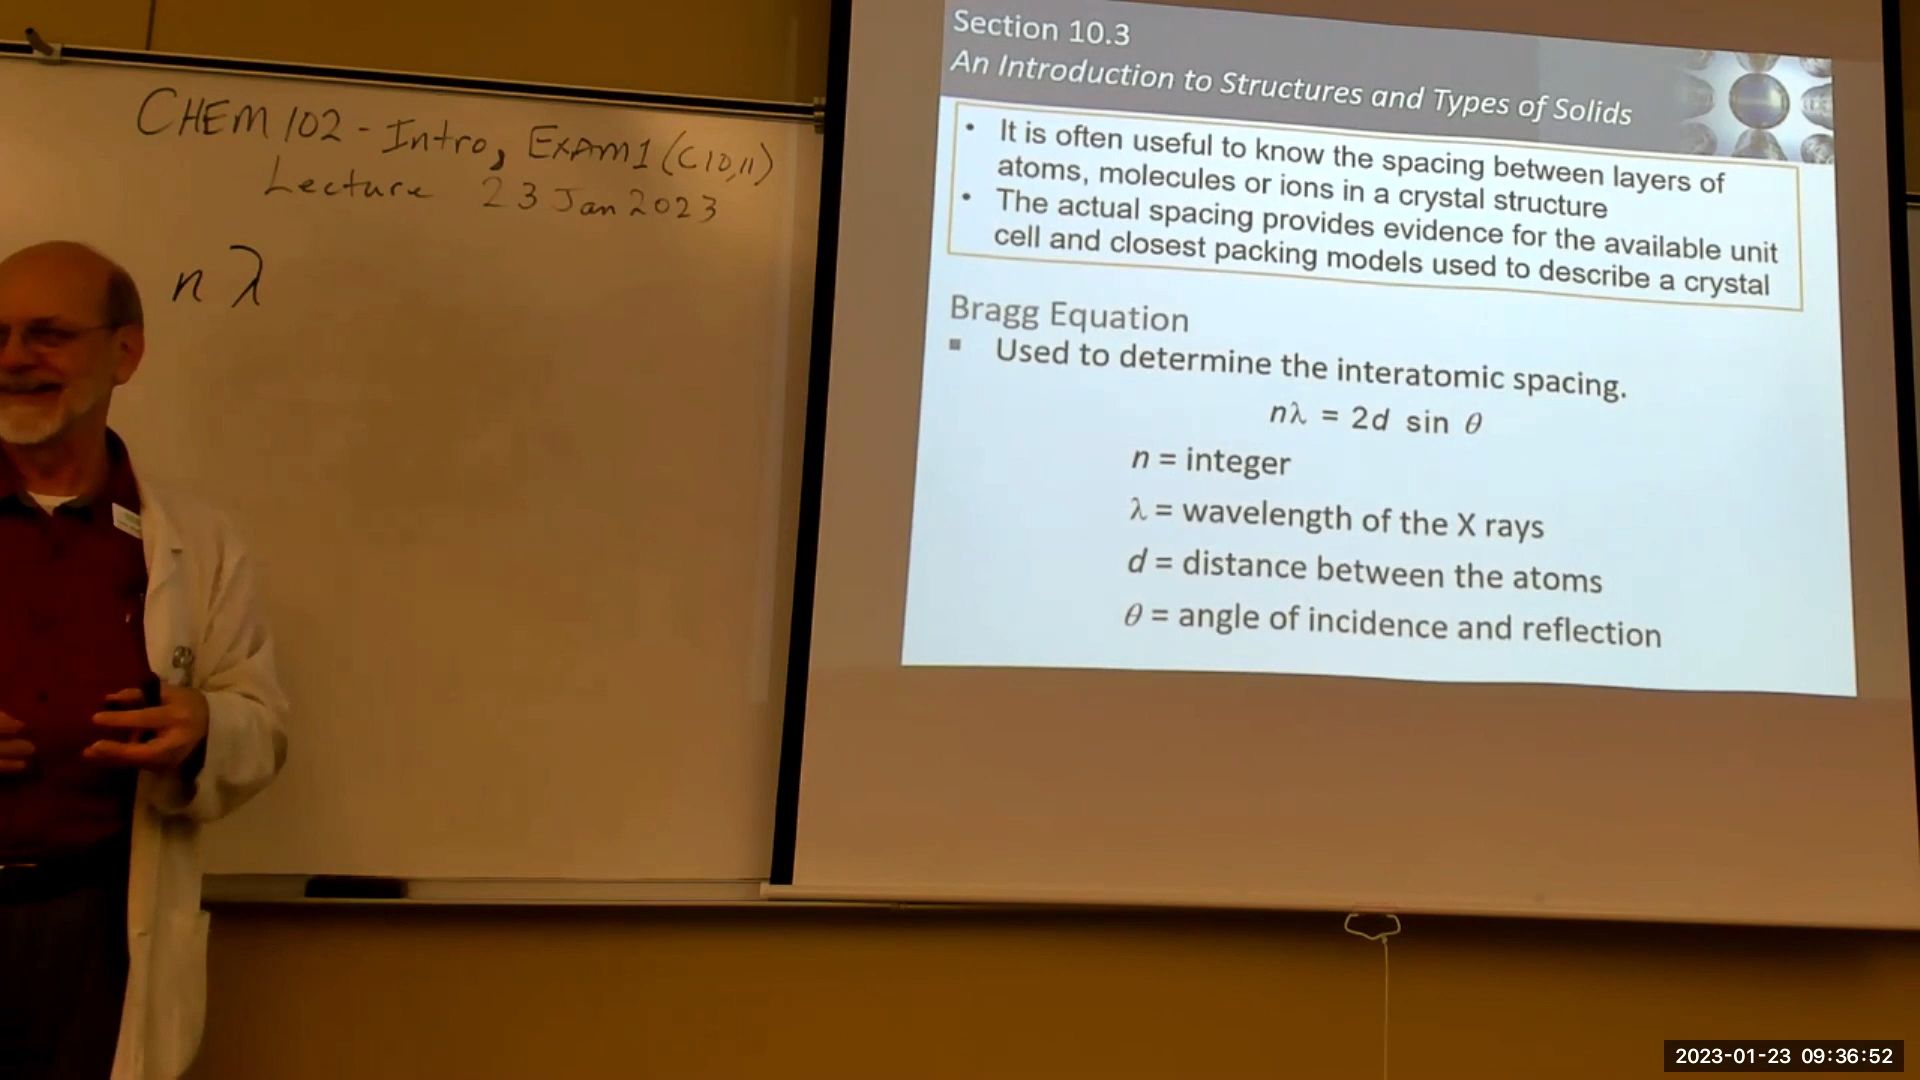 CHEM 102 - Intro, EXAM 1 (C10,11)
Lecture 23 Jan 2023
n λ
Section 10.3
An Introduction to Structures and Types of Solids
• It is often useful to know the spacing between layers of
atoms, molecules or ions in a crystal structure
• The actual spacing provides evidence for the available unit
cell and closest packing models used to describe a crystal
Bragg Equation
▪ Used to determine the interatomic spacing.
nλ = 2d sin θ
n = integer
λ = wavelength of the X rays
d = distance between the atoms
θ = angle of incidence and reflection
2023-01-23 09:36:52